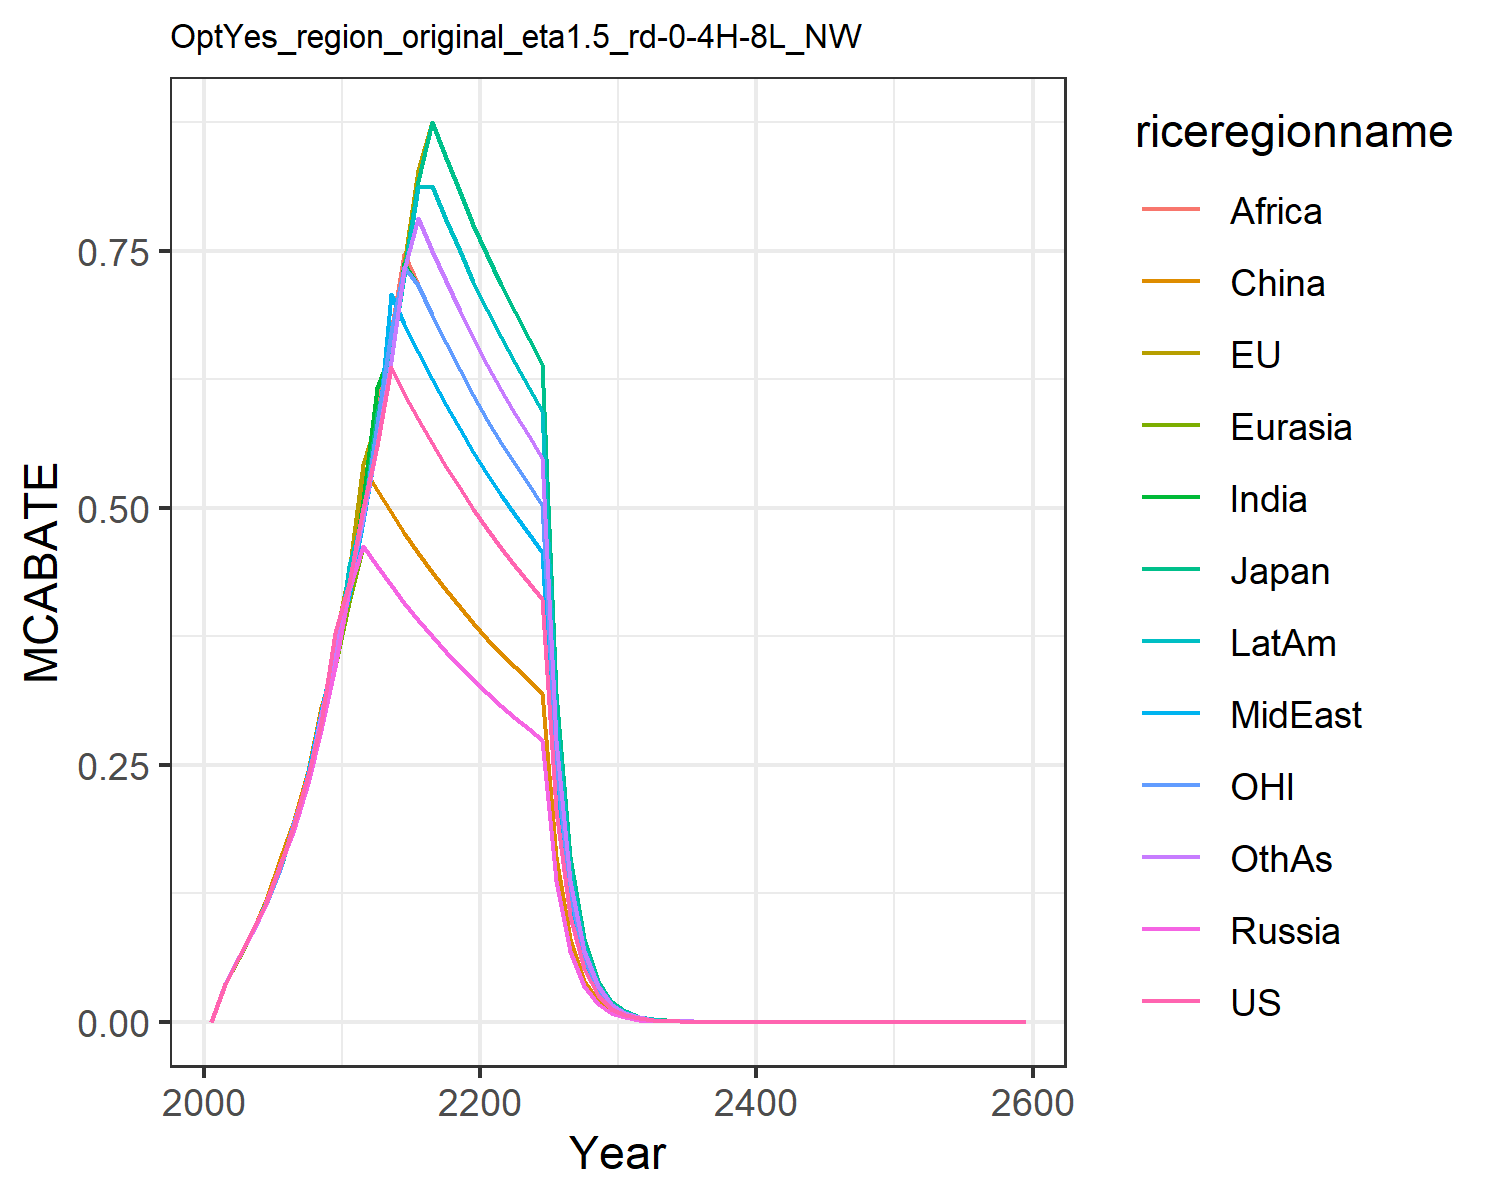 OptYes_region_original_eta1.5_rd-0-4H-8L_NW
MCABATE
0.75
0.50
0.25
0.00
2000
2200
2400
2600
Year
riceregionname
Africa
China
EU
Eurasia
India
Japan
LatAm
MidEast
OHI
OthAs
Russia
US